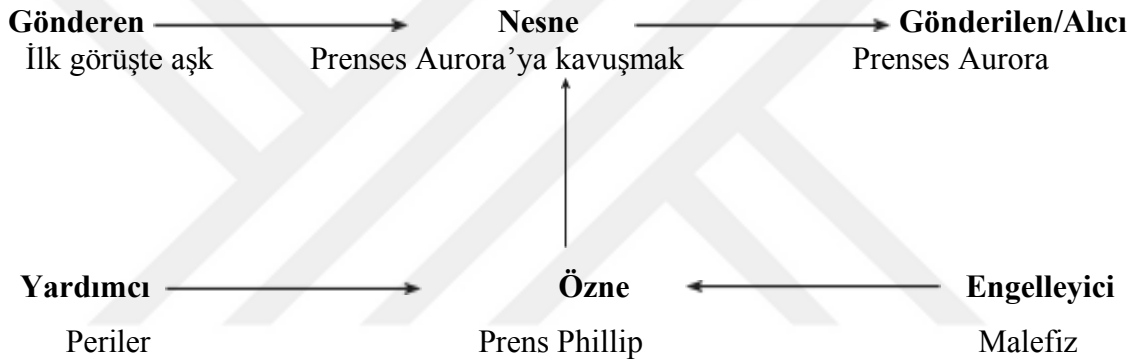 Gönderen Nesne Gönderilen/Alıcı
İlk görüşte aşk Prenses Aurora’ya kavuşmak Prenses Aurora
Yardımcı Özne Engelleyici
Periler Prens Phillip Malefiz